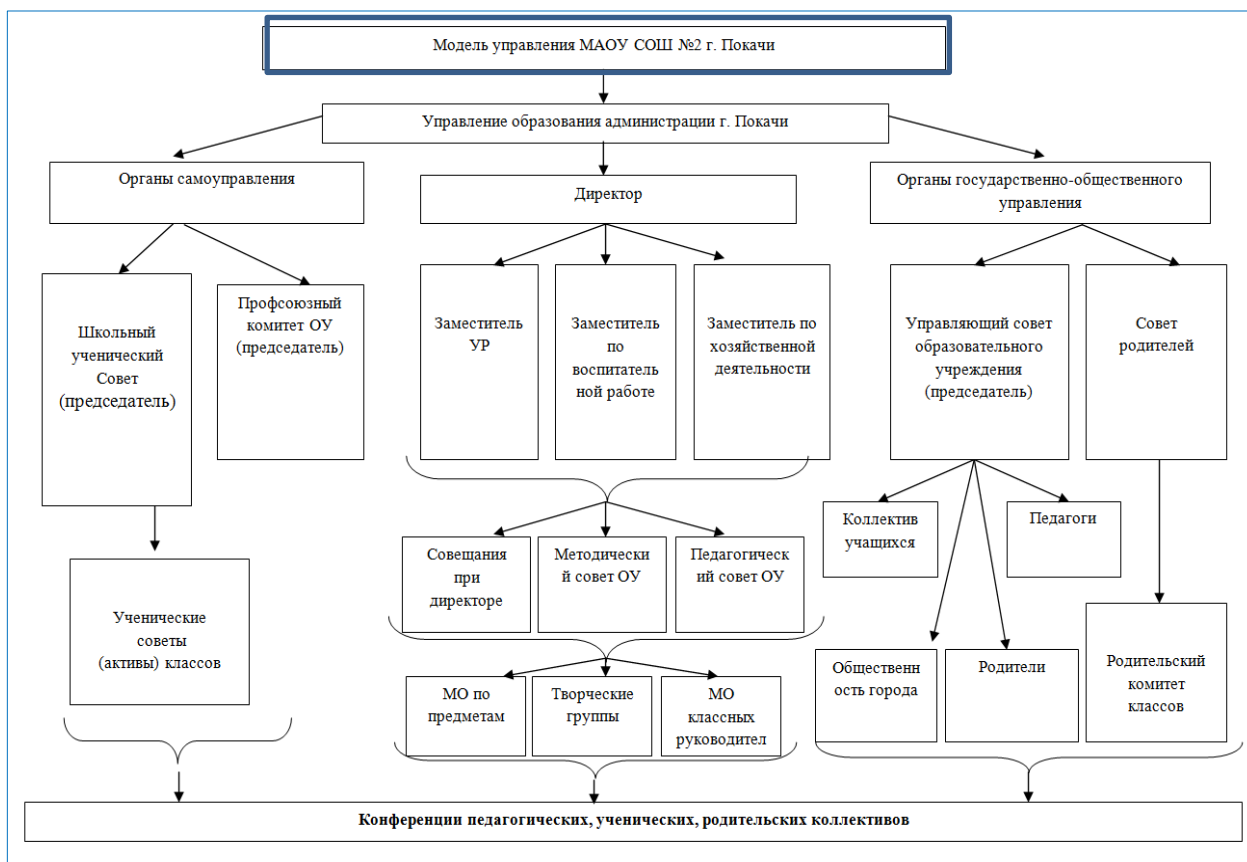 Модель управления МАОУ СОШ №2 г. Покачи
Управление образования администрации г. Покачи
Органы самоуправления
Директор
Органы государственно-общественного
управления
Школьный
ученический
Совет
(председатель)
Профсоюзный
комитет ОУ
(председатель)
Заместитель
УР
Заместитель
по
воспитатель
ной работе
Заместитель по
хозяйственной
деятельности
Управляющий совет
образовательного
учреждения
(председатель)
Совет
родителей
Ученические
советы
(активы) классов
Совещания
при
директоре
Методически
й совет ОУ
Педагогичес
кий совет ОУ
Коллектив
учащихся
Педагоги
МО по
предметам
Творческие
группы
МО
классных
руководител
Общественн
ость города
Родители
Родительский
комитет
классов
Конференции педагогических, ученических, родительских коллективов